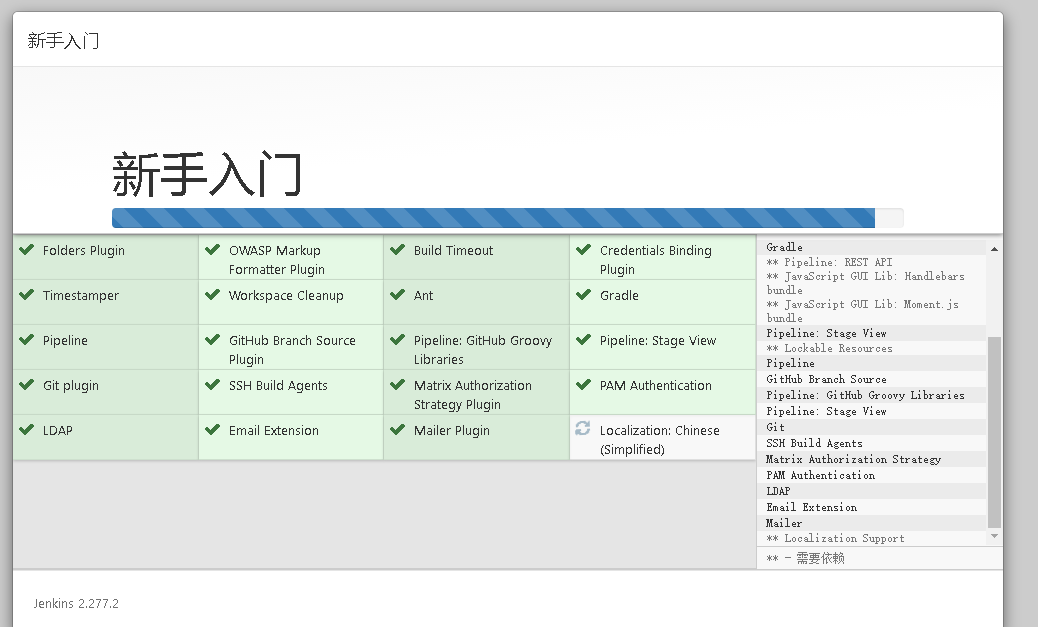 新手入门
新手入门
Folders Plugin
OWASP Markup
Formatter Plugin
Build Timeout
Credentials Binding
Plugin
Timestamper
Workspace Cleanup
Ant
Gradle
Pipeline
GitHub Branch Source
Plugin
Pipeline: GitHub Groovy
Libraries
Pipeline: Stage View
Git plugin
SSH Build Agents
Matrix Authorization
Strategy Plugin
PAM Authentication
LDAP
Email Extension
Mailer Plugin
Localization: Chinese
(Simplified)
Gradle
** Pipeline: REST API
** JavaScript GUI Lib: Handlebars
bundle
** JavaScript GUI Lib: Moment.js
bundle
Pipeline: Stage View
** Lockable Resources
Pipeline
GitHub Branch Source
Pipeline: GitHub Groovy Libraries
Pipeline: Stage View
Git
SSH Build Agents
Matrix Authorization Strategy
PAM Authentication
LDAP
Email Extension
Mailer
** Localization Support
** - 需要依赖
Jenkins 2.277.2